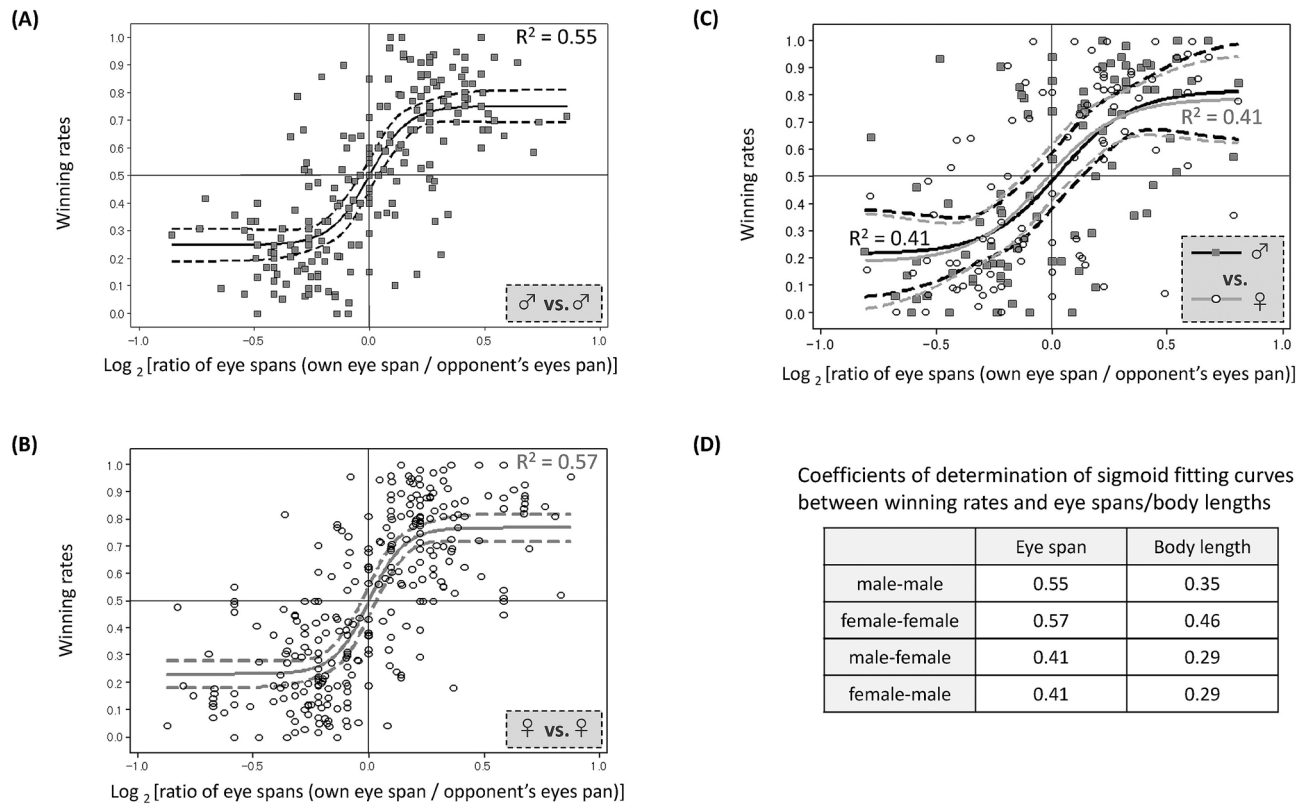 (A)
R² = 0.55
1.0
0.9
0.8
0.7
0.6
0.5
0.4
0.3
0.2
0.1
0.0
Winning rates
♂ vs. ♂
-1.0 -0.5 0.0 0.5 1.0
Log 2 [ratio of eye spans (own eye span / opponent's eyes pan)]
(B)
R² = 0.57
1.0
0.9
0.8
0.7
0.6
0.5
0.4
0.3
0.2
0.1
0.0
Winning rates
♀ vs. ♀
-1.0 -0.5 0.0 0.5 1.0
Log 2 [ratio of eye spans (own eye span / opponent's eyes pan)]
(C)
1.0
0.9
0.8
0.7
0.6
0.5
0.4
0.3
0.2
0.1
0.0
Winning rates
R² = 0.41
R² = 0.41
♂
vs.
♀
-1.0 -0.5 0.0 0.5 1.0
Log 2 [ratio of eye spans (own eye span / opponent's eyes pan)]
(D)
Coefficients of determination of sigmoid fitting curves
between winning rates and eye spans/body lengths
Eye span Body length
male-male 0.55 0.35
female-female 0.57 0.46
male-female 0.41 0.29
female-male 0.41 0.29